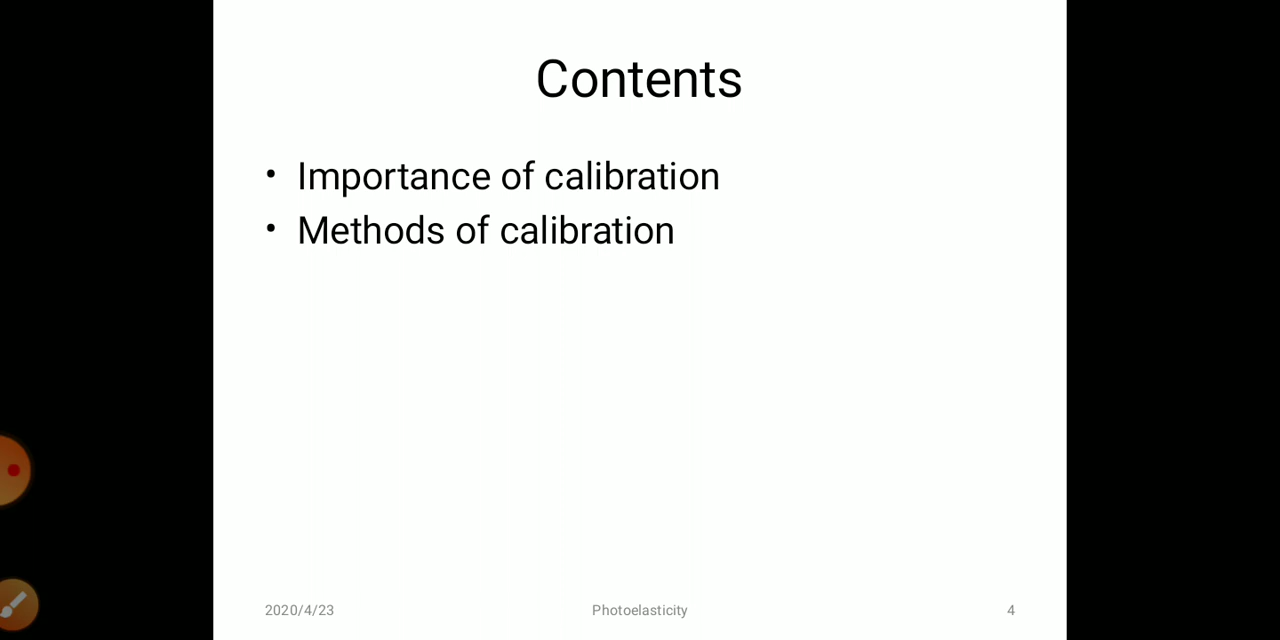 Contents
• Importance of calibration
• Methods of calibration
2020/4/23 Photoelasticity 4